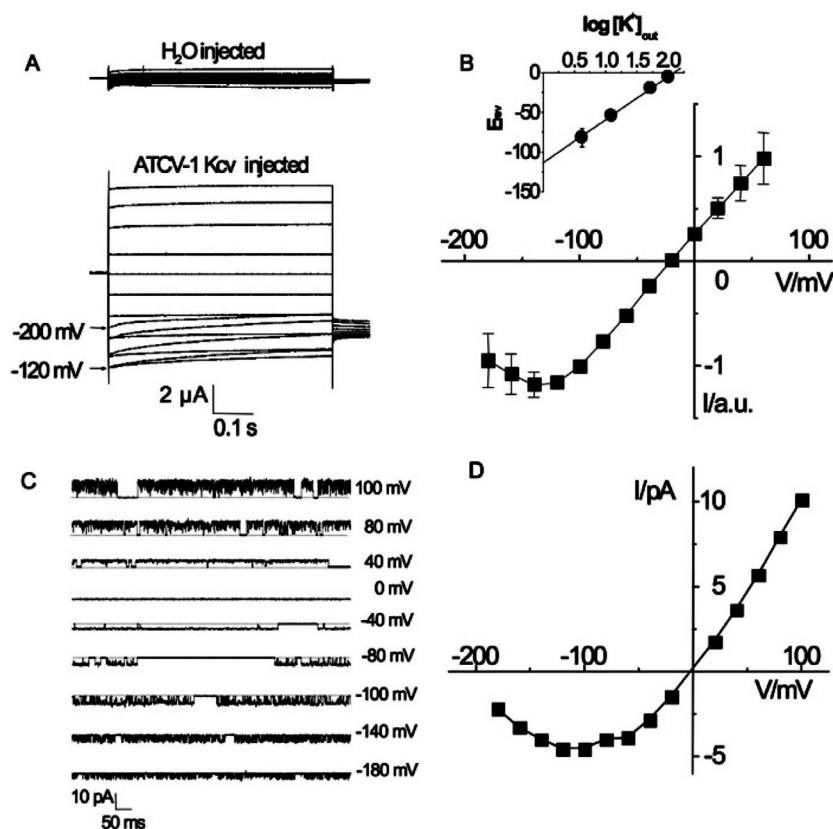 A
H₂O injected
ATCV-1 Kcv injected
-200 mV
-120 mV
2 µA
0.1 s
B
log [K⁺]out
0.5 1.0 1.5 2.0
0
-50
-100
-150
Erev
1
-200 -100 0 100
V/mV
-1
I/a.u.
C
100 mV
80 mV
40 mV
0 mV
-40 mV
-80 mV
-100 mV
-140 mV
-180 mV
10 pA
50 ms
D
I/pA
10
5
-200 -100 0 100
V/mV
-5